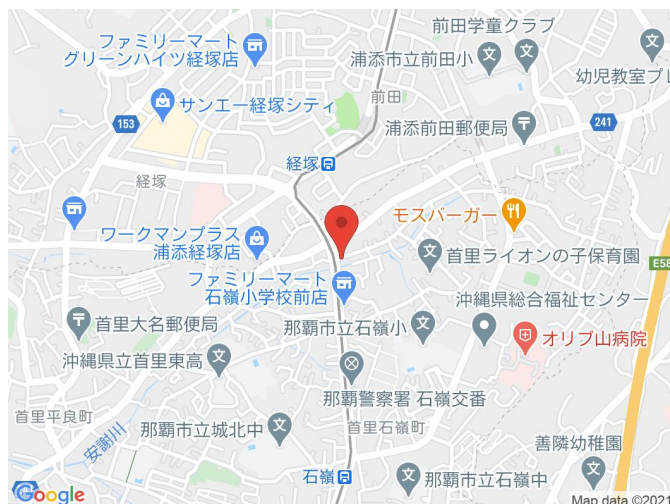 前田学童クラブ
ファミリーマート
グリーンハイツ経塚店
浦添市立前田小
幼児教室プレ
サンエー経塚シティ
前田
153
浦添前田郵便局
241
経塚
経塚
モスバーガー
ワークマンプラス
浦添経塚店
首里ライオンの子保育園
E58
ファミリーマート
石嶺小学校前店
沖縄県総合福祉センター
首里大名郵便局
那覇市立石嶺小
オリブ山病院
沖縄県立首里東高
那覇警察署 石嶺交番
首里平良町
那覇市立城北中
首里石嶺町
安謝川
善隣幼稚園
石嶺
那覇市立石嶺中
Google
Map data ©2021